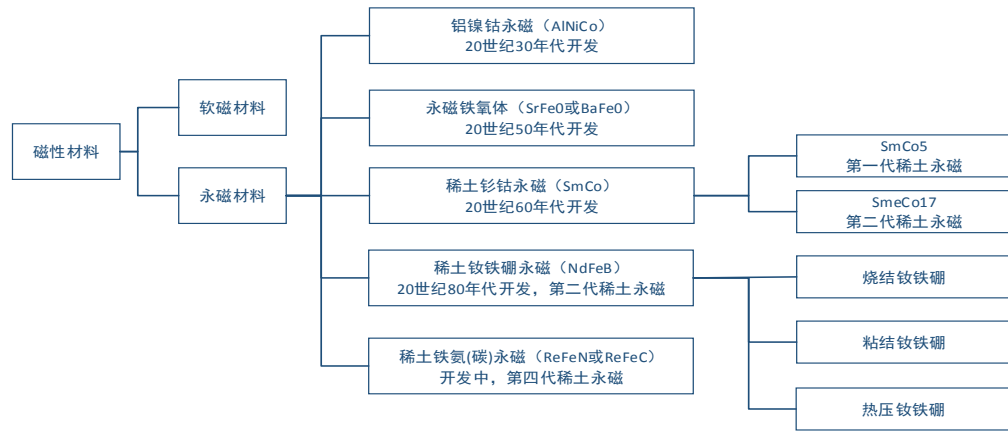 铝镍钴永磁（AlNiCo）
20世纪30年代开发
软磁材料
永磁铁氧体（SrFe0或BaFe0）
20世纪50年代开发
磁性材料
SmCo5
第一代稀土永磁
永磁材料
稀土钐钴永磁（SmCo）
20世纪60年代开发
SmeCo17
第二代稀土永磁
稀土钕铁硼永磁（NdFeB）
20世纪80年代开发，第二代稀土永磁
烧结钕铁硼
粘结钕铁硼
稀土铁氨(碳)永磁（ReFeN或ReFeC）
开发中，第四代稀土永磁
热压钕铁硼